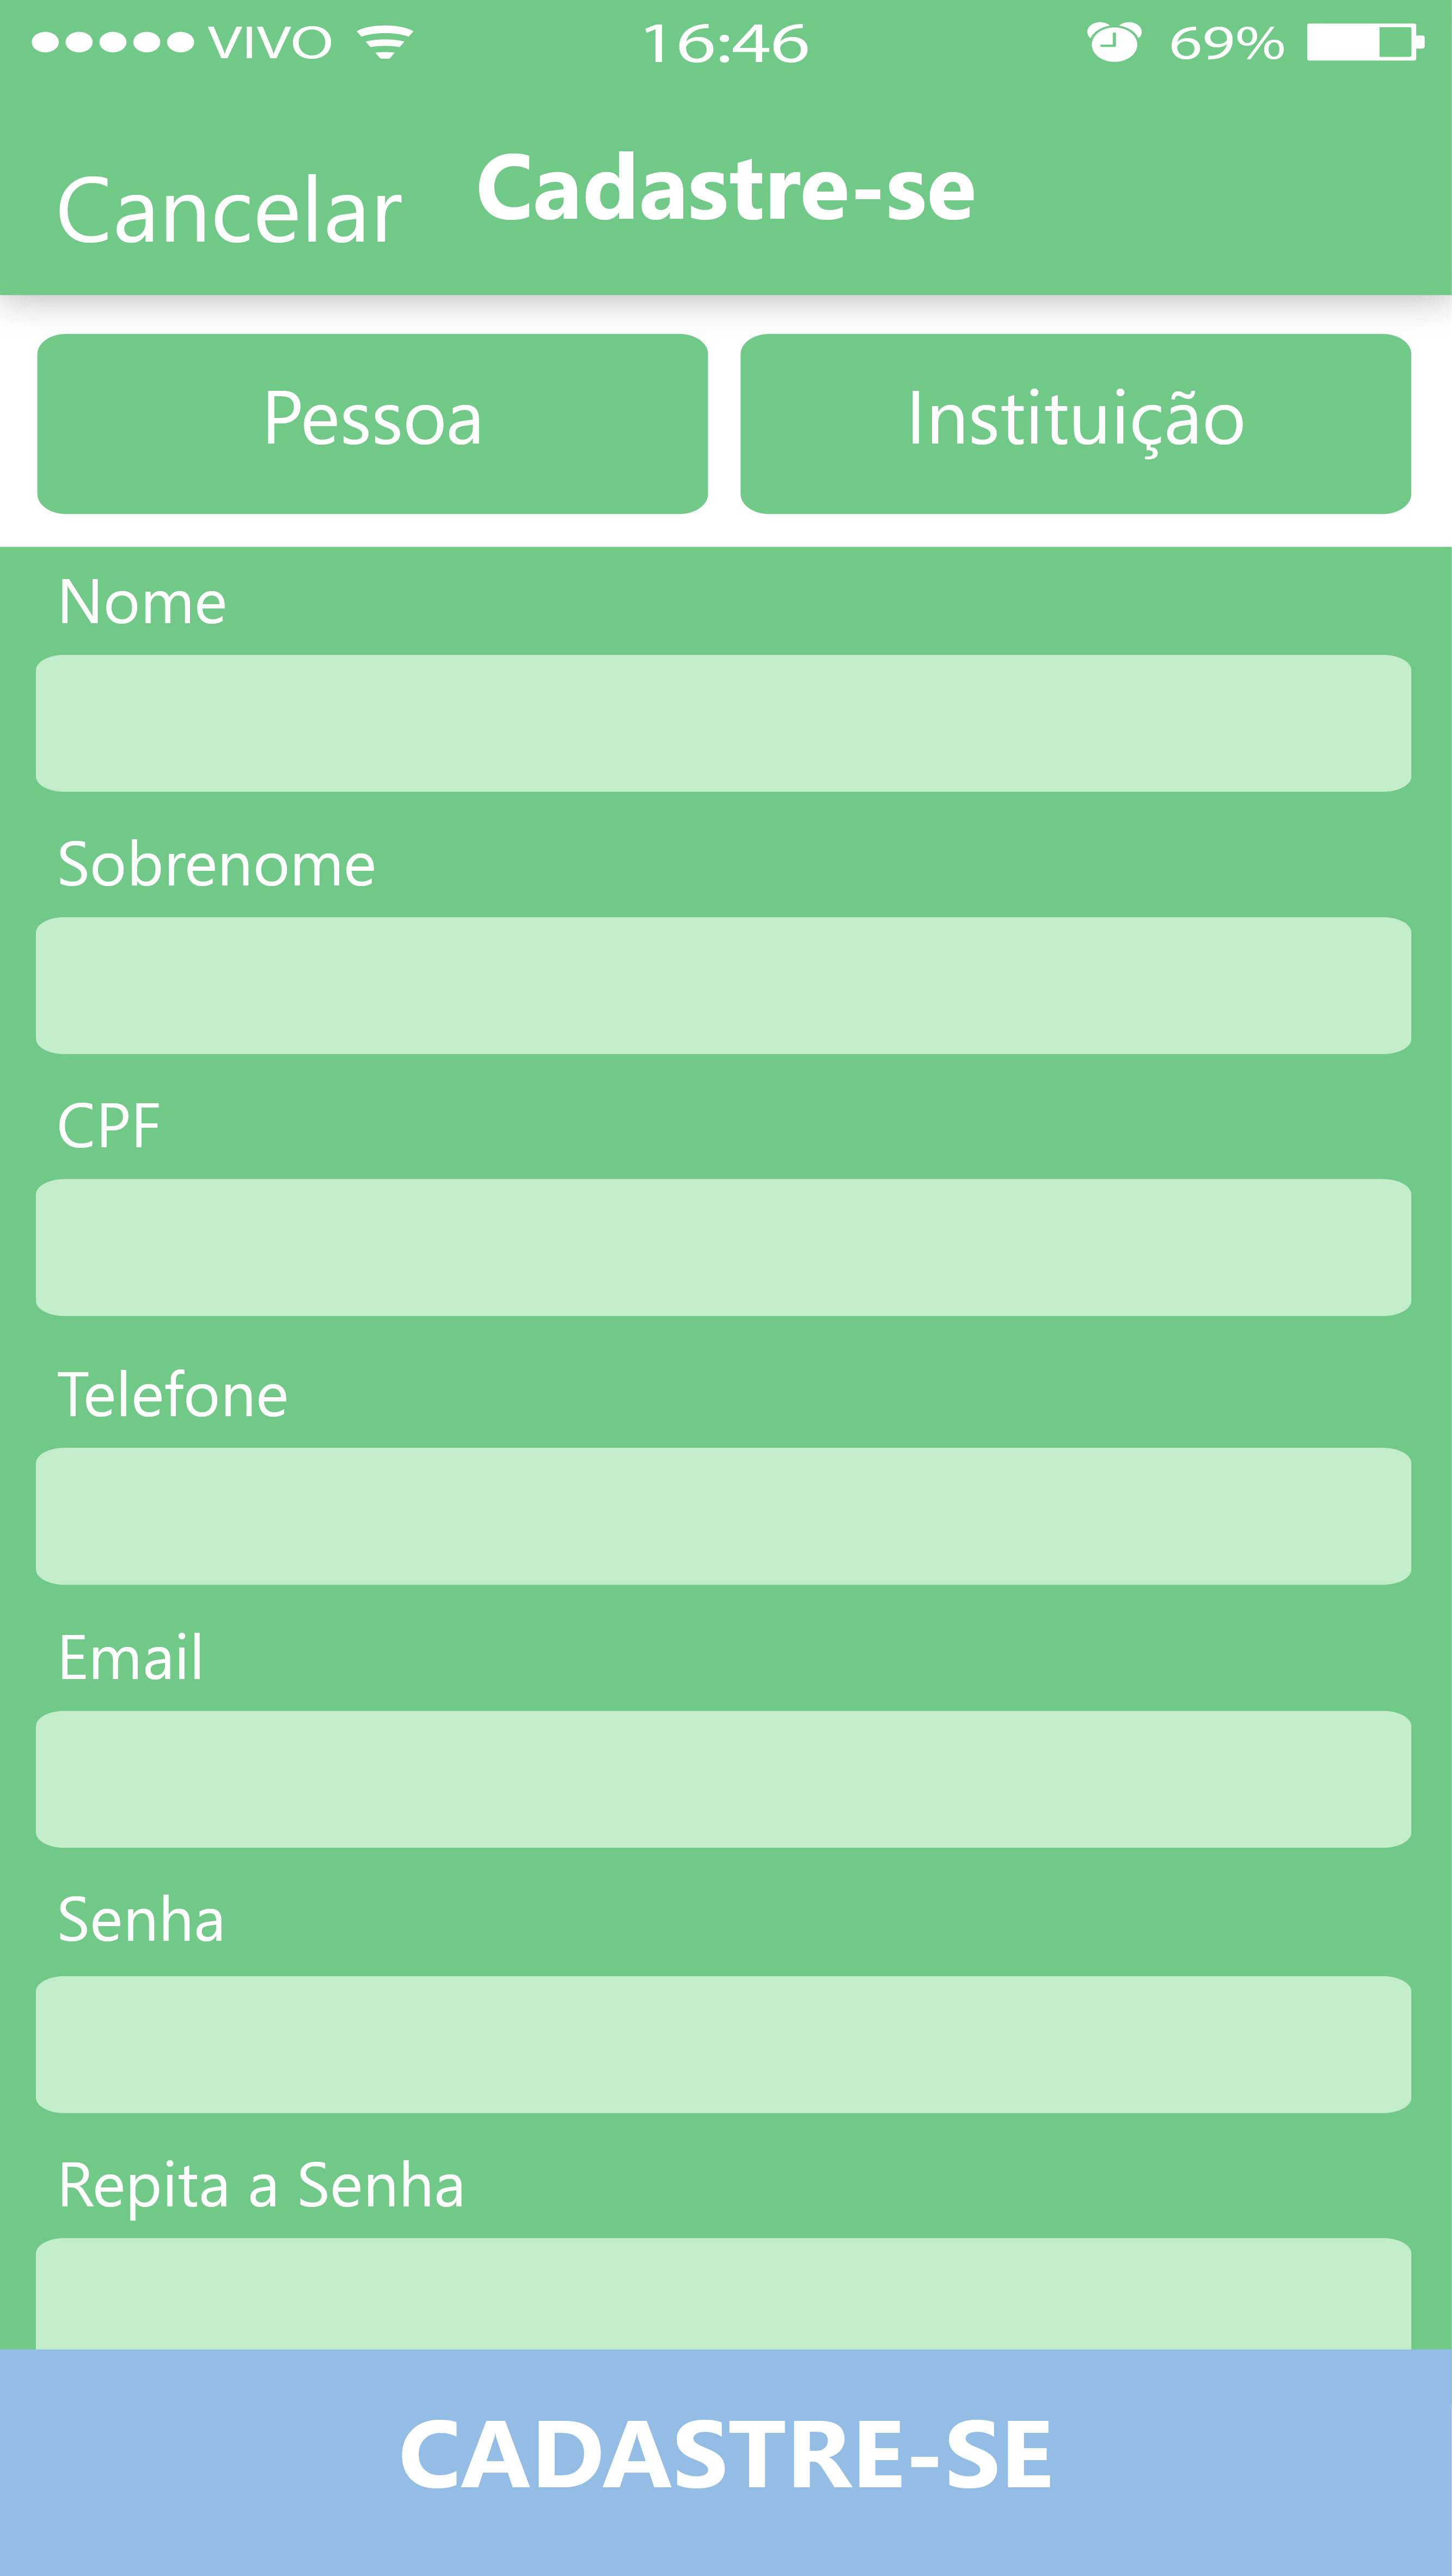 VIVO 16:46 69%
Cancelar Cadastre-se
Pessoa Instituição
Nome
Sobrenome
CPF
Telefone
Email
Senha
Repita a Senha
CADASTRE-SE